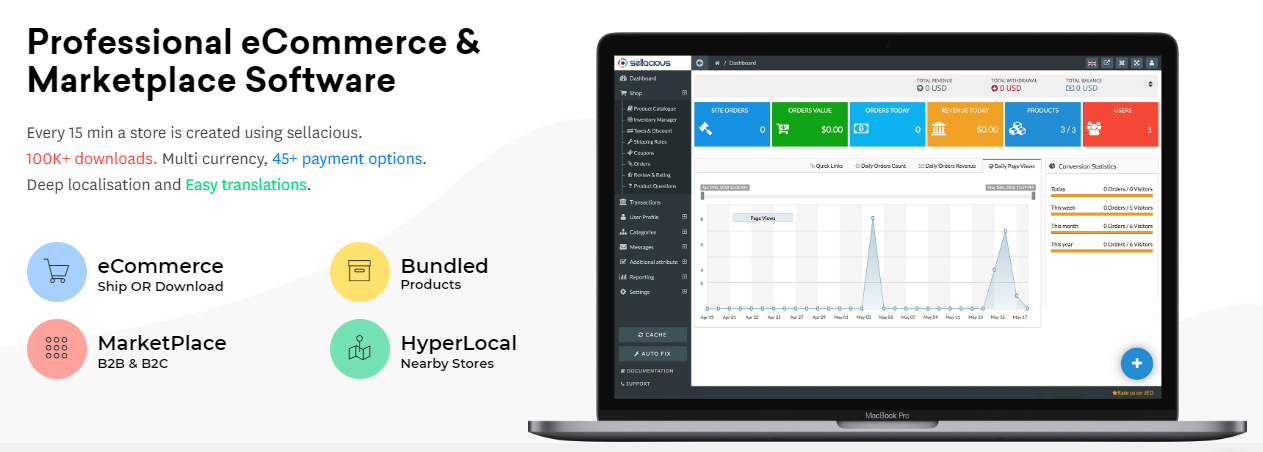 Professional eCommerce &
Marketplace Software
Every 15 min a store is created using sellacious.
100K+ downloads. Multi currency, 45+ payment options.
Deep localisation and Easy translations.
eCommerce
Ship OR Download
Bundled
Products
MarketPlace
B2B & B2C
HyperLocal
Nearby Stores
sellacious
/ Dashboard
TOTAL REVENUE
0 USD
TOTAL WITHDRAWAL
0 USD
TOTAL BALANCE
0 USD
Dashboard
Shop
Product Catalogue
Inventory Manager
Taxes & Discount
Shipping Rules
Coupons
Orders
Review & Rating
Product Questions
Transactions
User Profile
Categories
Messages
Additional attribute
Reporting
Settings
CACHE
AUTO FIX
DOCUMENTATION
SUPPORT
SITE ORDERS
0
ORDERS VALUE
$0.00
ORDERS TODAY
0
REVENUE TODAY
$0.00
PRODUCTS
3 / 3
USERS
1
Quick Links
Daily Orders Count
Daily Orders Revenue
Daily Page Views
Page Views
Apr 19 Apr 21 Apr 23 Apr 25 Apr 27 Apr 29 May 01 May 03 May 05 May 07 May 09 May 11 May 13 May 15 May 17
Conversion Statistics
Today 0 Orders / 0 Visitors
This week 0 Orders / 5 Visitors
This month 0 Orders / 6 Visitors
This year 0 Orders / 6 Visitors
+
Rate us on JED
MacBook Pro